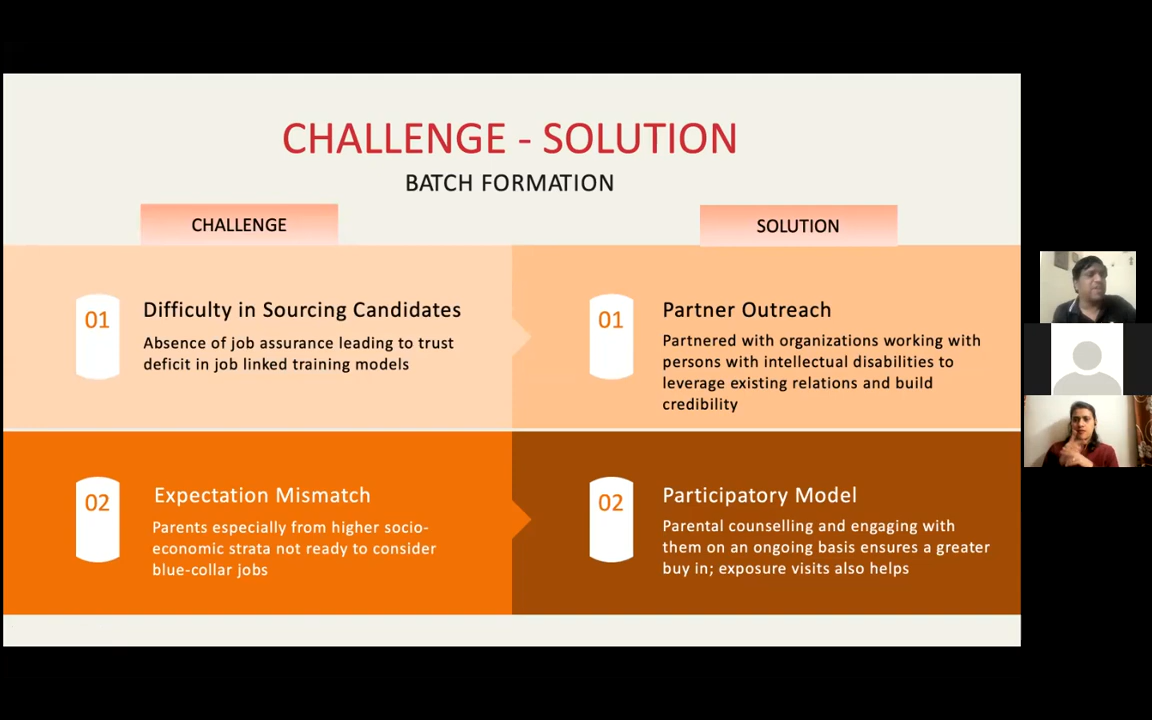 CHALLENGE - SOLUTION
BATCH FORMATION
CHALLENGE
SOLUTION
01
Difficulty in Sourcing Candidates
Absence of job assurance leading to trust
deficit in job linked training models
01
Partner Outreach
Partnered with organizations working with
persons with intellectual disabilities to
leverage existing relations and build
credibility
02
Expectation Mismatch
Parents especially from higher socio-
economic strata not ready to consider
blue-collar jobs
02
Participatory Model
Parental counselling and engaging with
them on an ongoing basis ensures a greater
buy in; exposure visits also helps